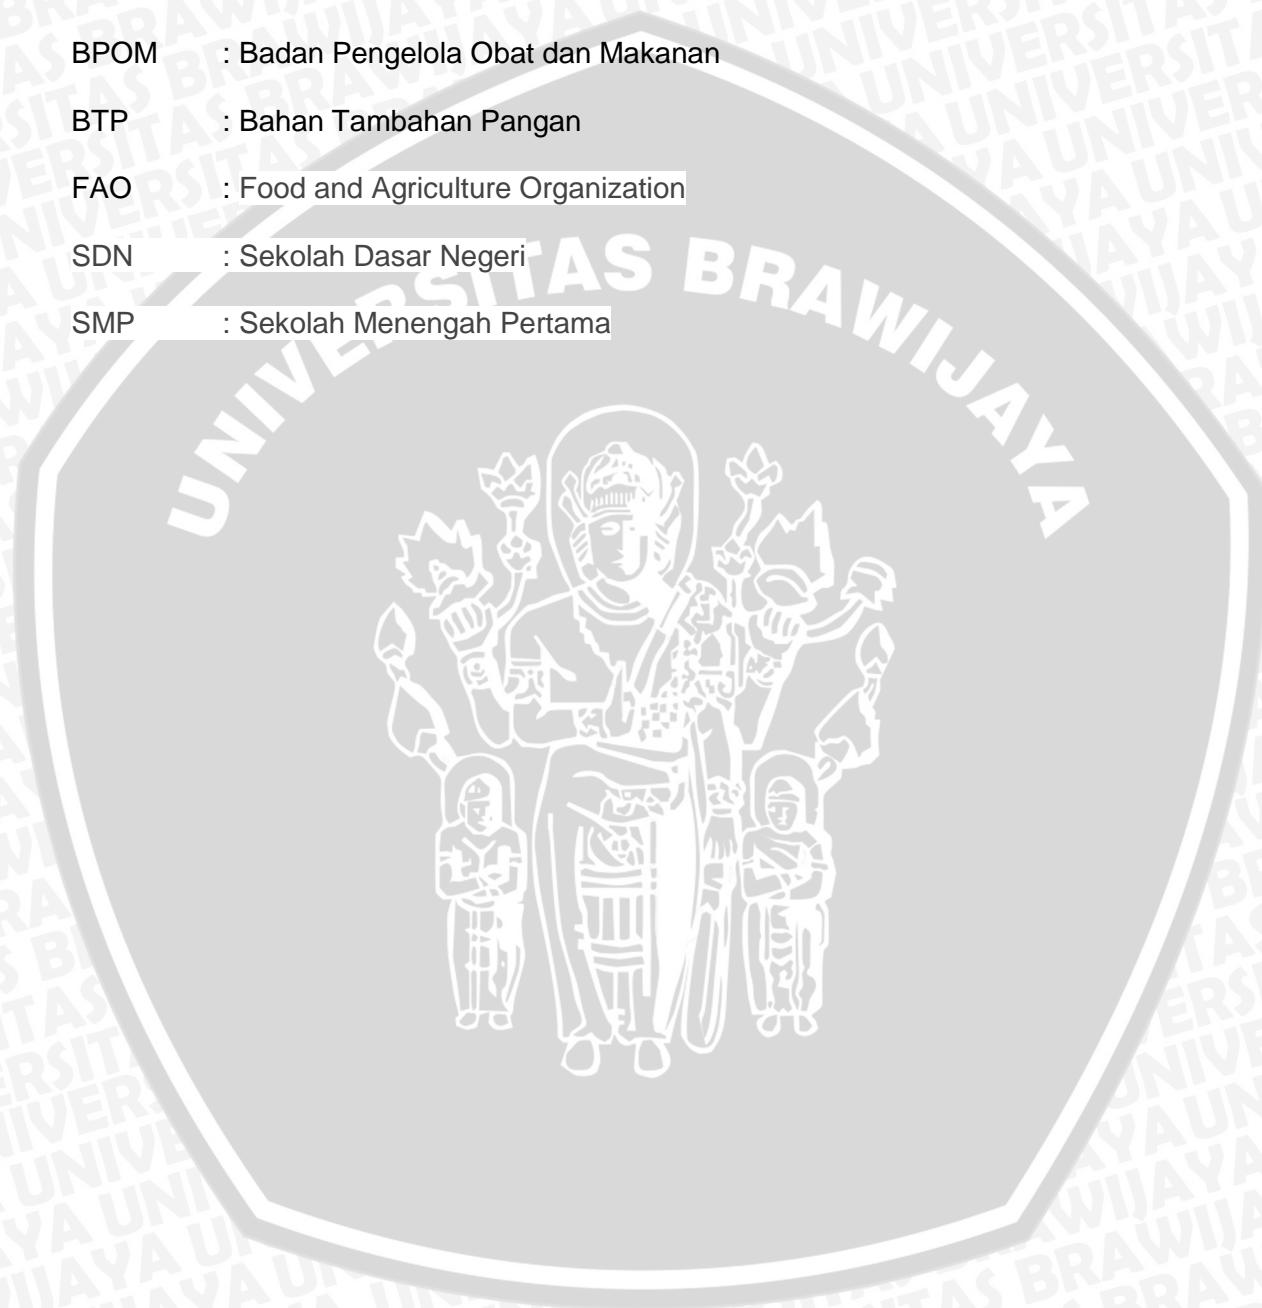 BPOM : Badan Pengelola Obat dan Makanan
BTP : Bahan Tambahan Pangan
FAO : Food and Agriculture Organization
SDN : Sekolah Dasar Negeri
SMP : Sekolah Menengah Pertama
UNIVERSITAS BRAWIJAYA